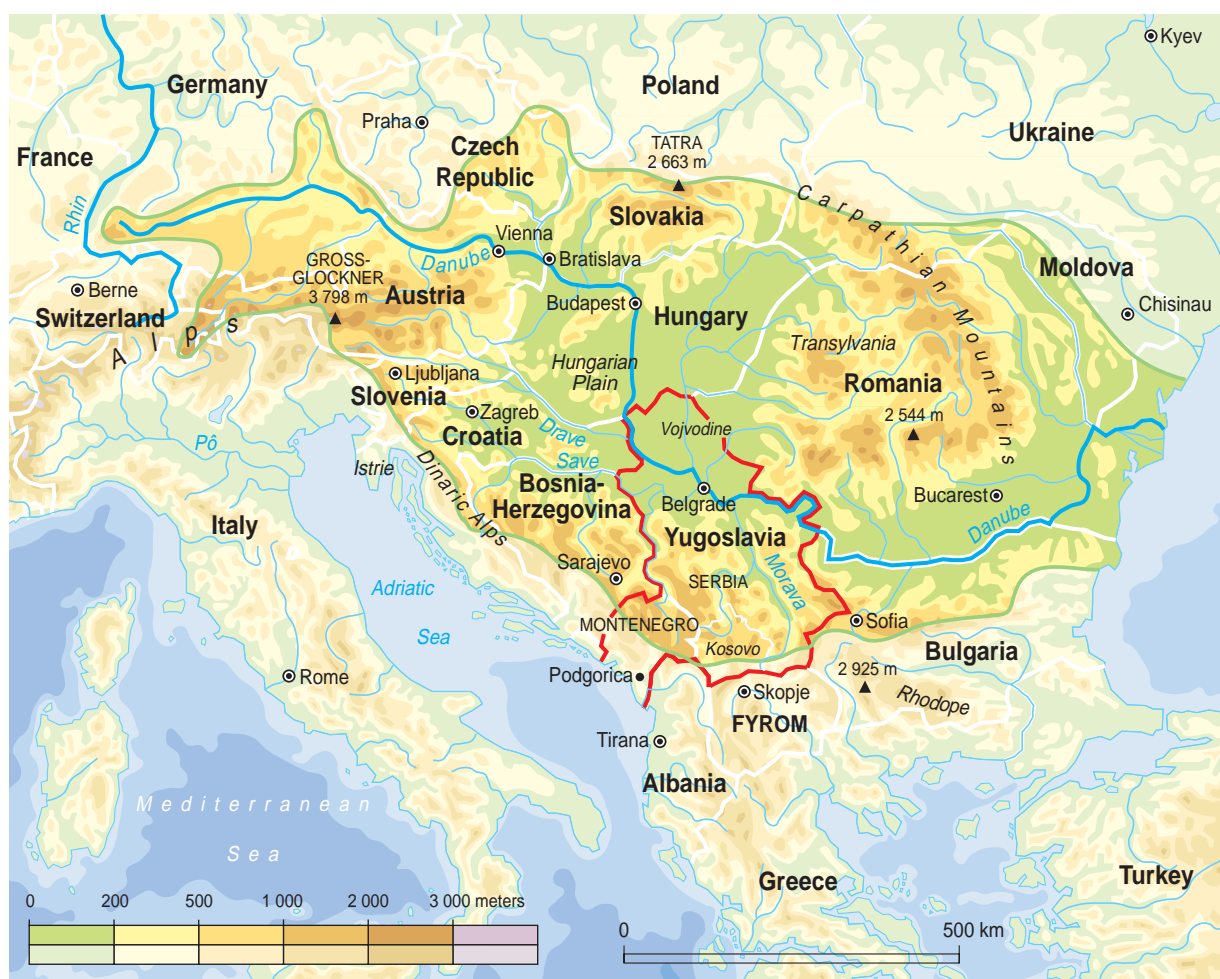 Kyev
Germany
Poland
Praha
Ukraine
TATRA
2 663 m
France
Czech
Republic
Carpathian Mountains
Rhin
Slovakia
Vienna
Danube
Bratislava
Moldova
GROSS-
GLOCKNER
3 798 m
Berne
Austria
Budapest
Hungary
Chisinau
Switzerland
Alps
Transylvania
Hungarian
Plain
Ljubljana
Romania
Slovenia
Zagreb
2 544 m
Croatia
Drave
Vojvodine
Pô
Save
Istrie
Dinaric Alps
Bosnia-
Herzegovina
Belgrade
Bucarest
Danube
Italy
Yugoslavia
Sarajevo
Morava
SERBIA
Adriatic
Sea
MONTENEGRO
Sofia
Kosovo
Bulgaria
2 925 m
Rome
Podgorica
Skopje
Rhodope
FYROM
Tirana
Albania
Mediterranean
Sea
Greece
Turkey
0 200 500 1 000 2 000 3 000 meters
0 500 km